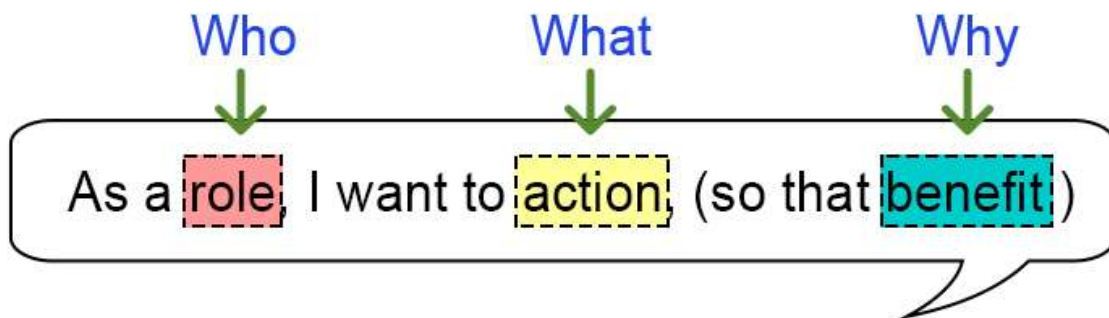 Who What Why
As a role, I want to action, (so that benefit )